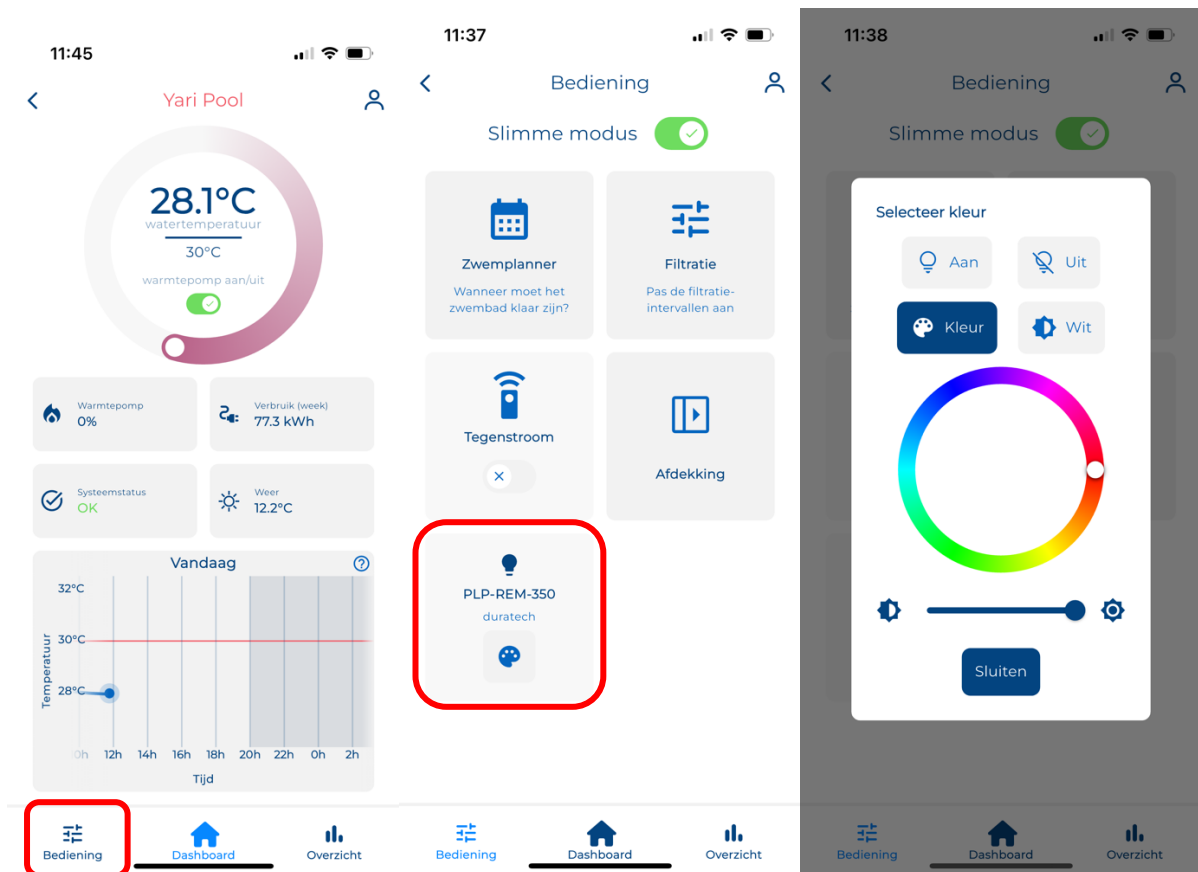 11:45
Yari Pool
28.1°C
watertemperatuur
30°C
warmtepomp aan/uit
Warmtepomp
0%
Verbruik (week)
77.3 kWh
Systeemstatus
OK
Weer
12.2°C
Vandaag
32°C
30°C
28°C
Temperatuur
0h 12h 14h 16h 18h 20h 22h 0h 2h
Tijd
Bediening
Dashboard
Overzicht
11:37
Bediening
Slimme modus
Zwemplanner
Wanneer moet het
zwembad klaar zijn?
Filtratie
Pas de filtratie-
intervallen aan
Tegenstroom
Afdekking
PLP-REM-350
duratech
Bediening
Dashboard
Overzicht
11:38
Bediening
Slimme modus
Selecteer kleur
Aan
Uit
Kleur
Wit
Sluiten
Bediening
Dashboard
Overzicht